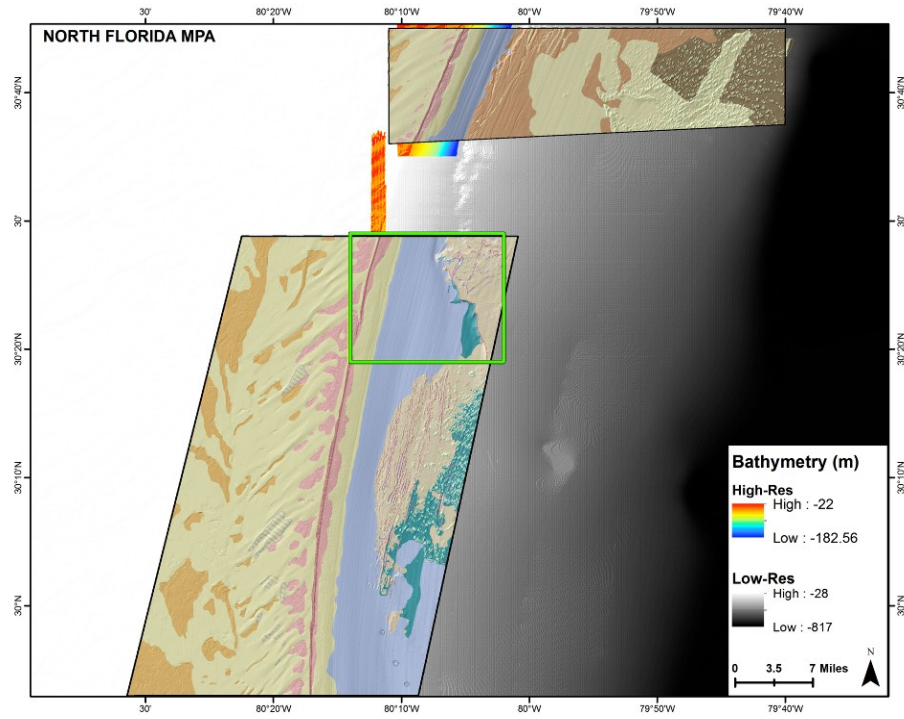 30' 80°20'W 80°10'W 80° 79°50'W 79°40'W
NORTH FLORIDA MPA
30°40'N 30°40'N
30' 30'
30°20'N 30°20'N
30°10'N 30°10'N
30°N 30°N
Bathymetry (m)
High-Res
High : -22
Low : -182.56
Low-Res
High : -28
Low : -817
N
0 3.5 7 Miles
30' 80°20'W 80°10'W 80° 79°50'W 79°40'W